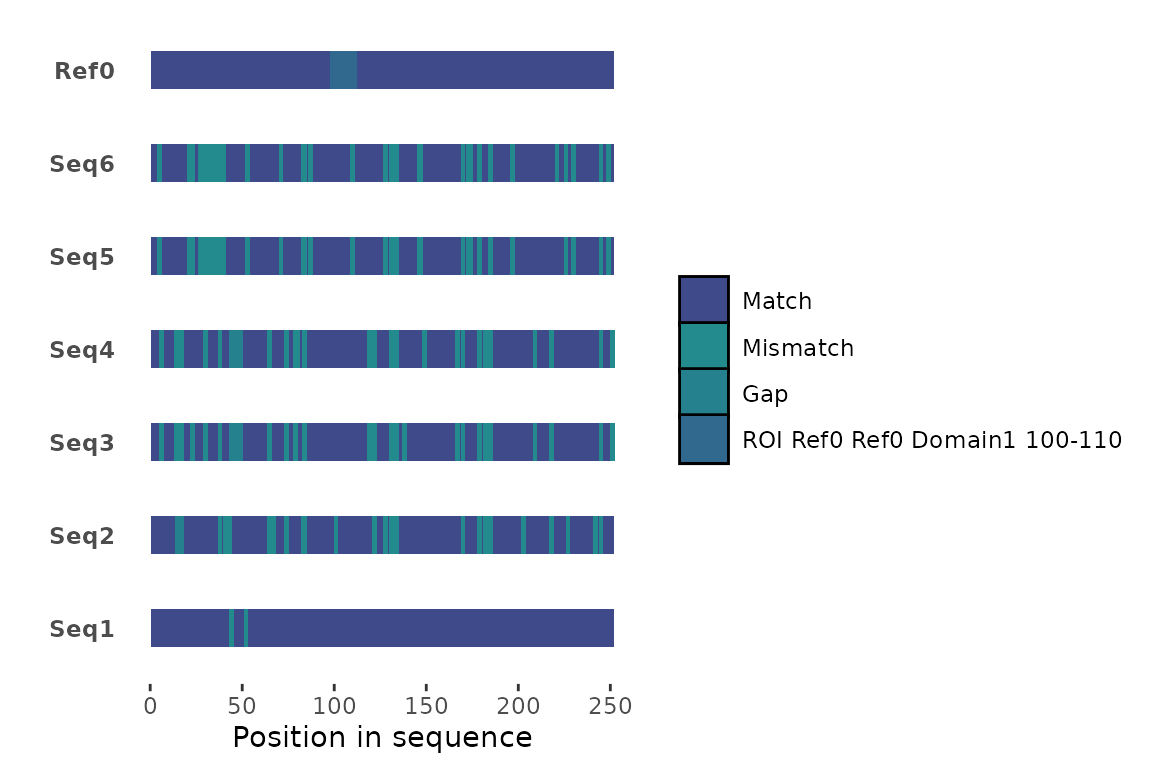 Ref0
Seq6
Seq5
Seq4
Seq3
Seq2
Seq1
0 50 100 150 200 250
Position in sequence
Match
Mismatch
Gap
ROI Ref0 Ref0 Domain1 100-110